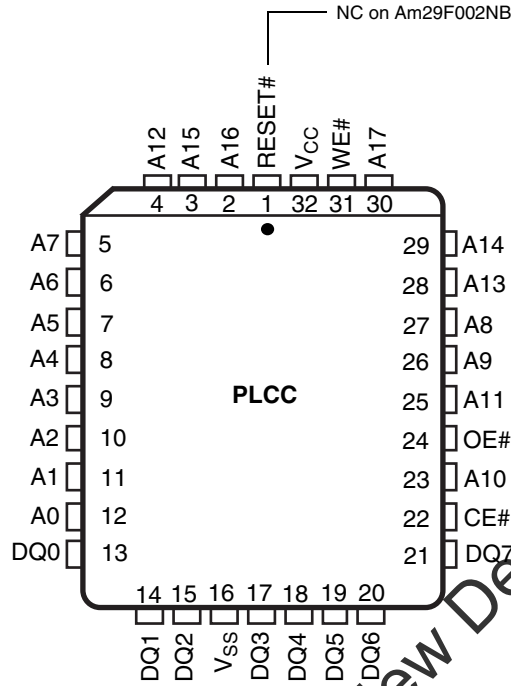 NC on Am29F002NB
A12 A15 A16 RESET# VCC WE# A17
4 3 2 1 32 31 30
A7 5 29 A14
A6 6 28 A13
A5 7 27 A8
A4 8 26 A9
A3 9 PLCC 25 A11
A2 10 24 OE#
A1 11 23 A10
A0 12 22 CE#
DQ0 13 21 DQ7
14 15 16 17 18 19 20
DQ1 DQ2 VSS DQ3 DQ4 DQ5 DQ6